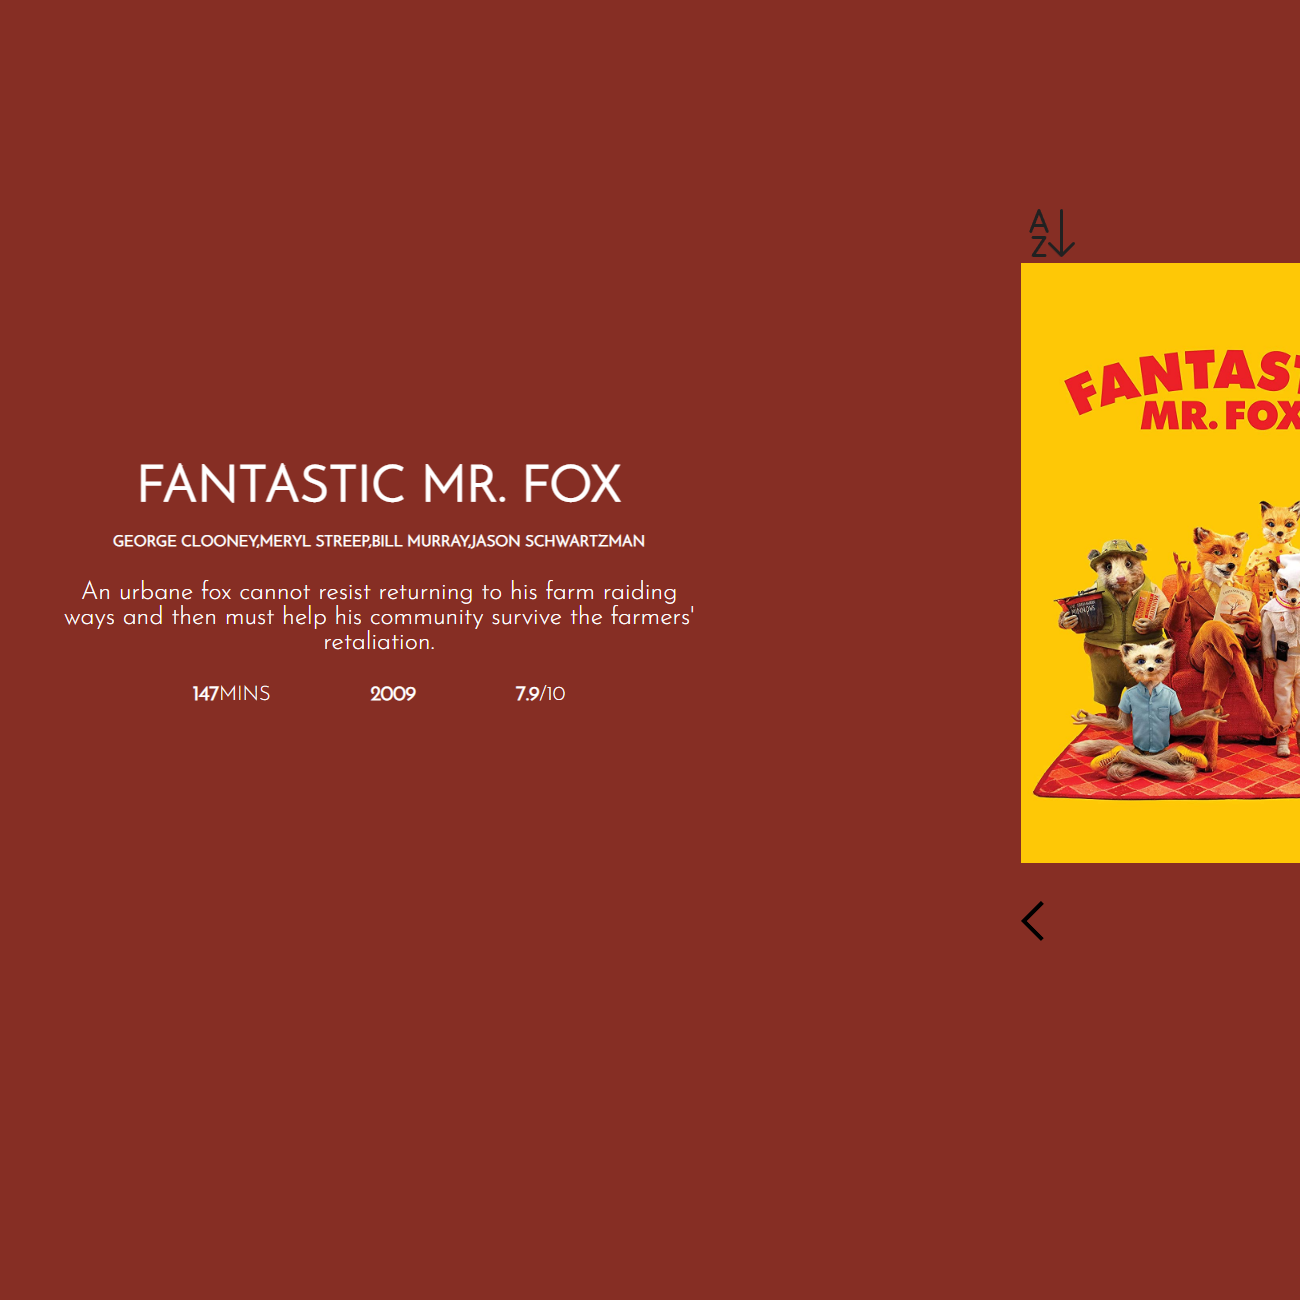 A
Z
FANTAST
MR. FOX
FANTASTIC MR. FOX
GEORGE CLOONEY,MERYL STREEP,BILL MURRAY,JASON SCHWARTZMAN
An urbane fox cannot resist returning to his farm raiding
ways and then must help his community survive the farmers'
retaliation.
147MINS 2009 7.9/10